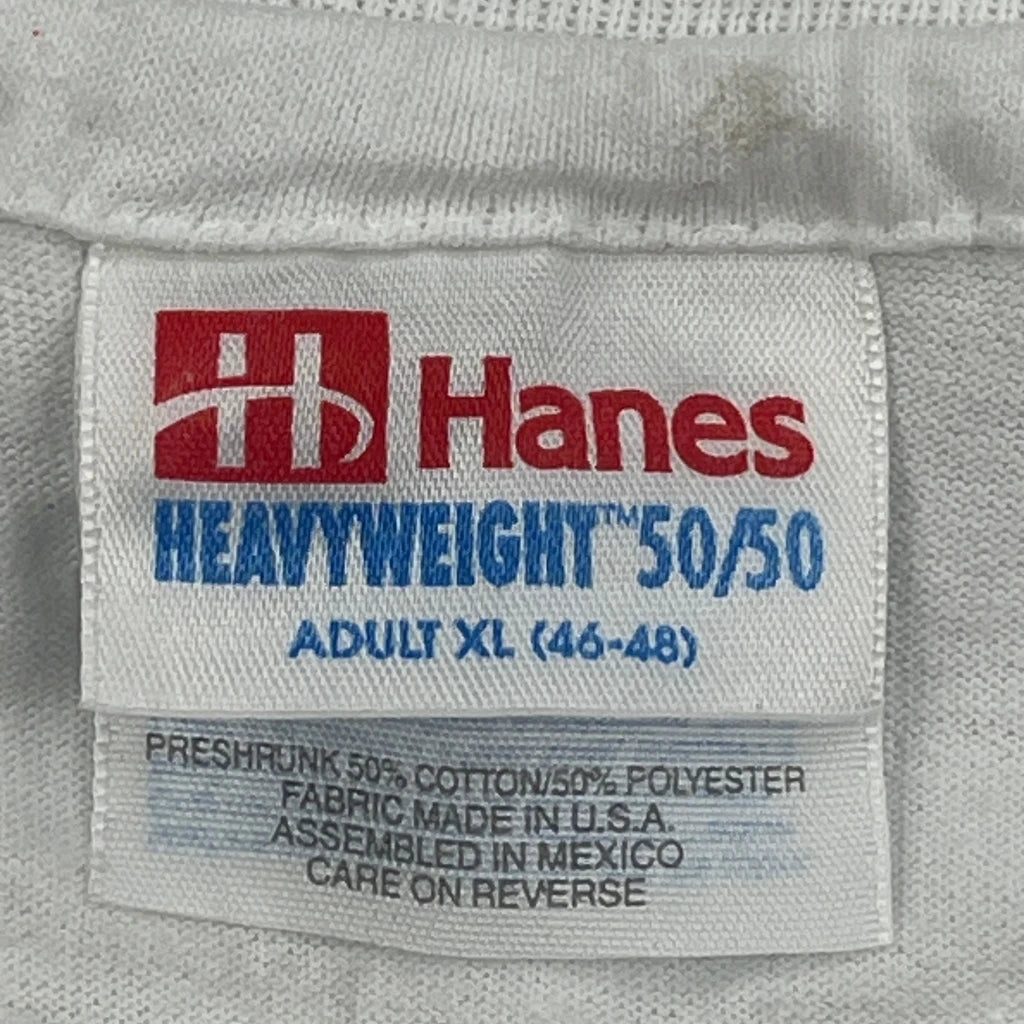 H Hanes
HEAVYWEIGHT™ 50/50
ADULT XL (46-48)
PRESHRUNK 50% COTTON/50% POLYESTER
FABRIC MADE IN U.S.A.
ASSEMBLED IN MEXICO
CARE ON REVERSE